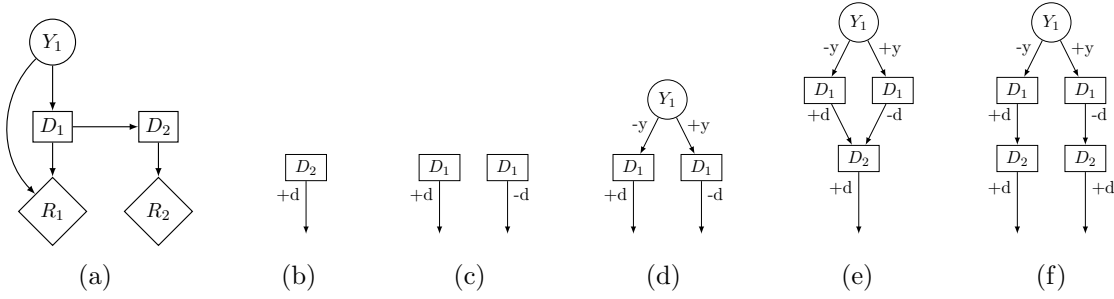 Y1
D1
D2
R1
R2
(a)
D2
+d
(b)
D1
D1
+d
-d
(c)
Y1
-y
+y
D1
D1
+d
-d
(d)
Y1
-y
+y
D1
D1
+d
-d
D2
+d
(e)
Y1
-y
+y
D1
D1
+d
-d
D2
D2
+d
+d
(f)